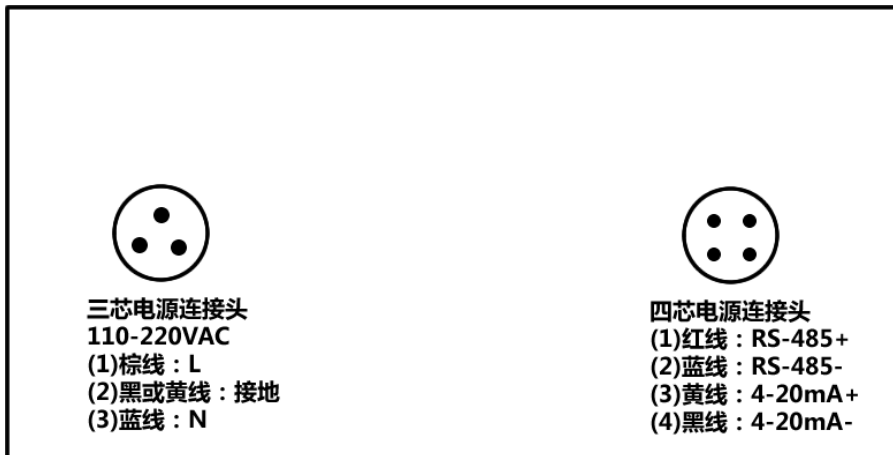 三芯电源连接头
110-220VAC
(1)棕线：L
(2)黑或黄线：接地
(3)蓝线：N
四芯电源连接头
(1)红线：RS-485+
(2)蓝线：RS-485-
(3)黄线：4-20mA+
(4)黑线：4-20mA-